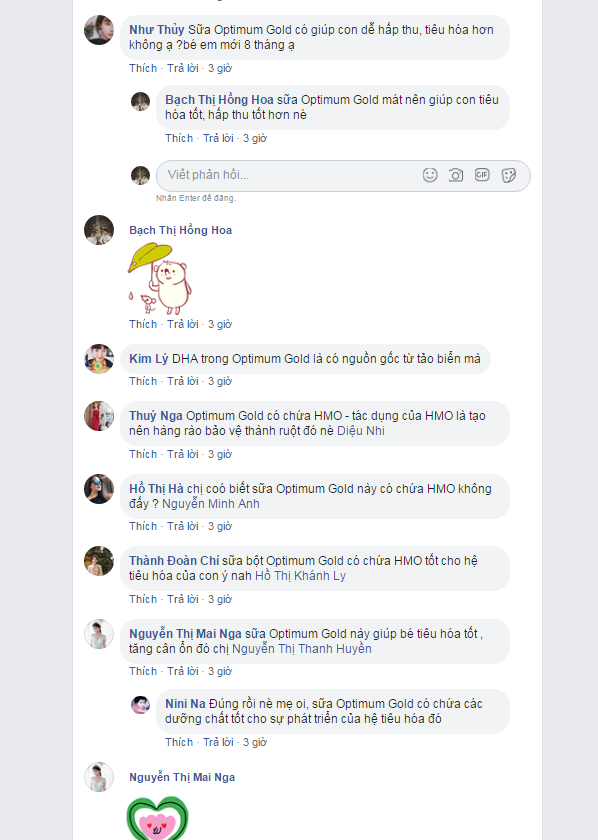 Như Thủy Sữa Optimum Gold có giúp con dễ hấp thu, tiêu hóa hơn
không ạ ?bé em mới 8 tháng ạ
Thích · Trả lời · 3 giờ
Bạch Thị Hồng Hoa sữa Optimum Gold mát nên giúp con tiêu
hóa tốt, hấp thu tốt hơn nè
Thích · Trả lời · 3 giờ
Viết phản hồi...
GIF
Nhấn Enter để đăng.
Bạch Thị Hồng Hoa
Thích · Trả lời · 3 giờ
Kim Lý DHA trong Optimum Gold là có nguồn gốc từ tảo biển mà
Thích · Trả lời · 3 giờ
Thuý Nga Optimum Gold có chứa HMO - tác dụng của HMO là tạo
nên hàng rào bảo vệ thành ruột đó nè Diệu Nhi
Thích · Trả lời · 3 giờ
Hồ Thị Hà chị coó biết sữa Optimum Gold này có chứa HMO không
đấy ? Nguyễn Minh Anh
Thích · Trả lời · 3 giờ
Thành Đoàn Chí sữa bột Optimum Gold có chứa HMO tốt cho hệ
tiêu hóa của con ý nah Hồ Thị Khánh Ly
Thích · Trả lời · 3 giờ
Nguyễn Thị Mai Nga sữa Optimum Gold này giúp bé tiêu hóa tốt ,
tăng cân ổn đó chị Nguyễn Thị Thanh Huyền
Thích · Trả lời · 3 giờ
Nini Na Đúng rồi nè mẹ oi, sữa Optimum Gold có chứa các
dưỡng chất tốt cho sự phát triển của hệ tiêu hóa đó
Thích · Trả lời · 3 giờ
Nguyễn Thị Mai Nga